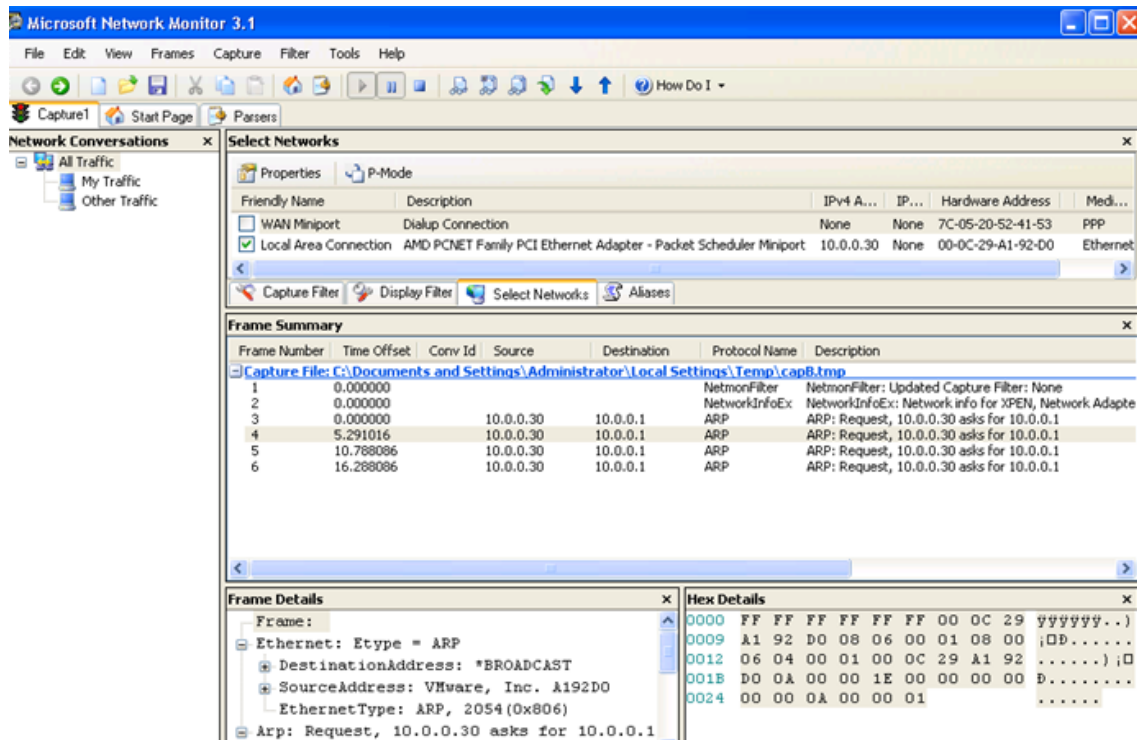 Microsoft Network Monitor 3.1
File Edit View Frames Capture Filter Tools Help
How Do I
Capture1 Start Page Parsers
Network Conversations
All Traffic
My Traffic
Other Traffic
Select Networks
Properties P-Mode
Friendly Name Description IPv4 A... IP... Hardware Address Medi...
WAN Miniport Dialup Connection None None 7C-05-20-52-41-53 PPP
Local Area Connection AMD PCNET Family PCI Ethernet Adapter - Packet Scheduler Miniport 10.0.0.30 None 00-0C-29-A1-92-D0 Ethernet
Capture Filter Display Filter Select Networks Aliases
Frame Summary
Frame Number Time Offset Conv Id Source Destination Protocol Name Description
Capture File: C:\Documents and Settings\Administrator\Local Settings\Temp\capB.tmp
1 0.000000 NetmonFilter NetmonFilter: Updated Capture Filter: None
2 0.000000 NetworkInfoEx NetworkInfoEx: Network info for XPEN, Network Adapte
3 0.000000 10.0.0.30 10.0.0.1 ARP ARP: Request, 10.0.0.30 asks for 10.0.0.1
4 5.291016 10.0.0.30 10.0.0.1 ARP ARP: Request, 10.0.0.30 asks for 10.0.0.1
5 10.788086 10.0.0.30 10.0.0.1 ARP ARP: Request, 10.0.0.30 asks for 10.0.0.1
6 16.288086 10.0.0.30 10.0.0.1 ARP ARP: Request, 10.0.0.30 asks for 10.0.0.1
Frame Details
Frame:
Ethernet: Etype = ARP
DestinationAddress: *BROADCAST
SourceAddress: VMware, Inc. A192D0
EthernetType: ARP, 2054(0x806)
Arp: Request, 10.0.0.30 asks for 10.0.0.1
Hex Details
0000 FF FF FF FF FF FF 00 0C 29 ÿÿÿÿÿÿ..)
0009 A1 92 D0 08 06 00 01 08 00 ¡□Ð......
0012 06 04 00 01 00 0C 29 A1 92 ......)¡□
001B D0 0A 00 00 1E 00 00 00 00 Ð........
0024 00 00 0A 00 00 01 ......